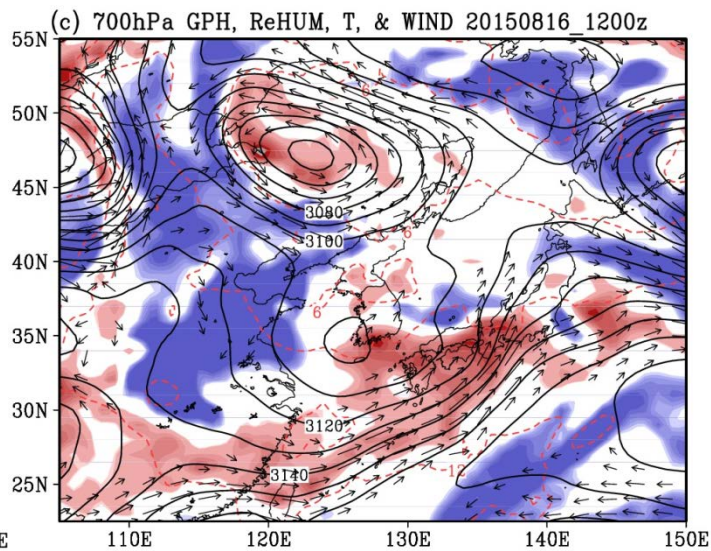 (c) 700hPa GPH, ReHUM, T, & WIND 20150816_1200z
55N
50N
6
45N
3080
3100
6
40N
6
35N
30N
3120
12
25N
3140
E
110E
120E
130E
140E
150E